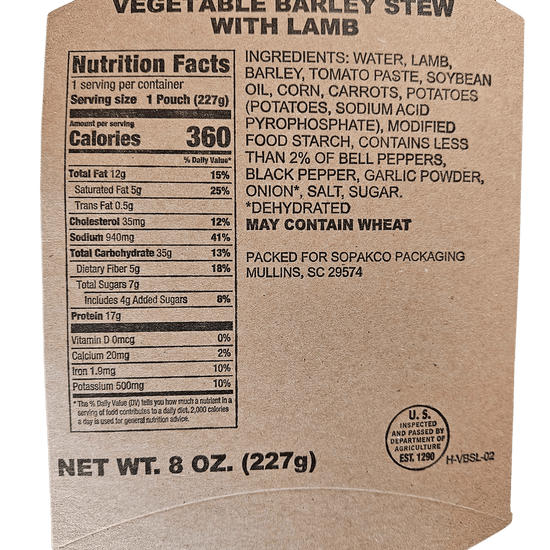 VEGETABLE BARLEY STEW
WITH LAMB
Nutrition Facts
1 serving per container
Serving size 1 Pouch (227g)
Amount per serving
Calories 360
% Daily Value*
Total Fat 12g 15%
Saturated Fat 5g 25%
Trans Fat 0.5g
Cholesterol 35mg 12%
Sodium 940mg 41%
Total Carbohydrate 35g 13%
Dietary Fiber 5g 18%
Total Sugars 7g
Includes 4g Added Sugars 8%
Protein 17g
Vitamin D 0mcg 0%
Calcium 20mg 2%
Iron 1.9mg 10%
Potassium 500mg 10%
* The % Daily Value (DV) tells you how much a nutrient in a
serving of food contributes to a daily diet. 2,000 calories
a day is used for general nutrition advice.
INGREDIENTS: WATER, LAMB,
BARLEY, TOMATO PASTE, SOYBEAN
OIL, CORN, CARROTS, POTATOES
(POTATOES, SODIUM ACID
PYROPHOSPHATE), MODIFIED
FOOD STARCH, CONTAINS LESS
THAN 2% OF BELL PEPPERS,
BLACK PEPPER, GARLIC POWDER,
ONION*, SALT, SUGAR.
*DEHYDRATED
MAY CONTAIN WHEAT
PACKED FOR SOPAKCO PACKAGING
MULLINS, SC 29574
U.S.
INSPECTED
AND PASSED BY
DEPARTMENT OF
AGRICULTURE
EST. 1290
H-VBSL-02
NET WT. 8 OZ. (227g)